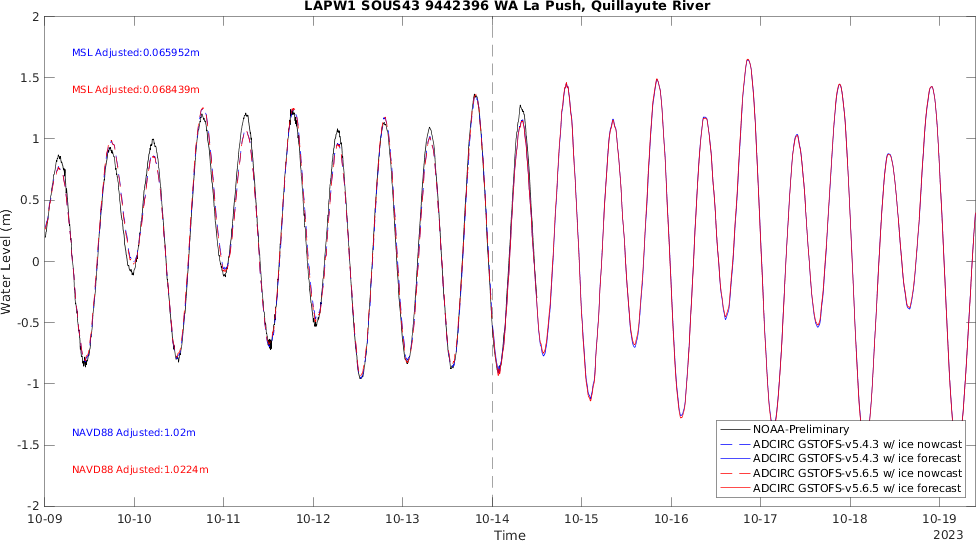 LAPW1 SOUS43 9442396 WA La Push, Quillayute River
2
1.5
1
0.5
0
-0.5
-1
-1.5
-2
Water Level (m)
MSL Adjusted:0.065952m
MSL Adjusted:0.068439m
NAVD88 Adjusted:1.02m
NAVD88 Adjusted:1.0224m
NOAA-Preliminary
ADCIRC GSTOFS-v5.4.3 w/ ice nowcast
ADCIRC GSTOFS-v5.4.3 w/ ice forecast
ADCIRC GSTOFS-v5.6.5 w/ ice nowcast
ADCIRC GSTOFS-v5.6.5 w/ ice forecast
10-09 10-10 10-11 10-12 10-13 10-14 10-15 10-16 10-17 10-18 10-19
Time
2023